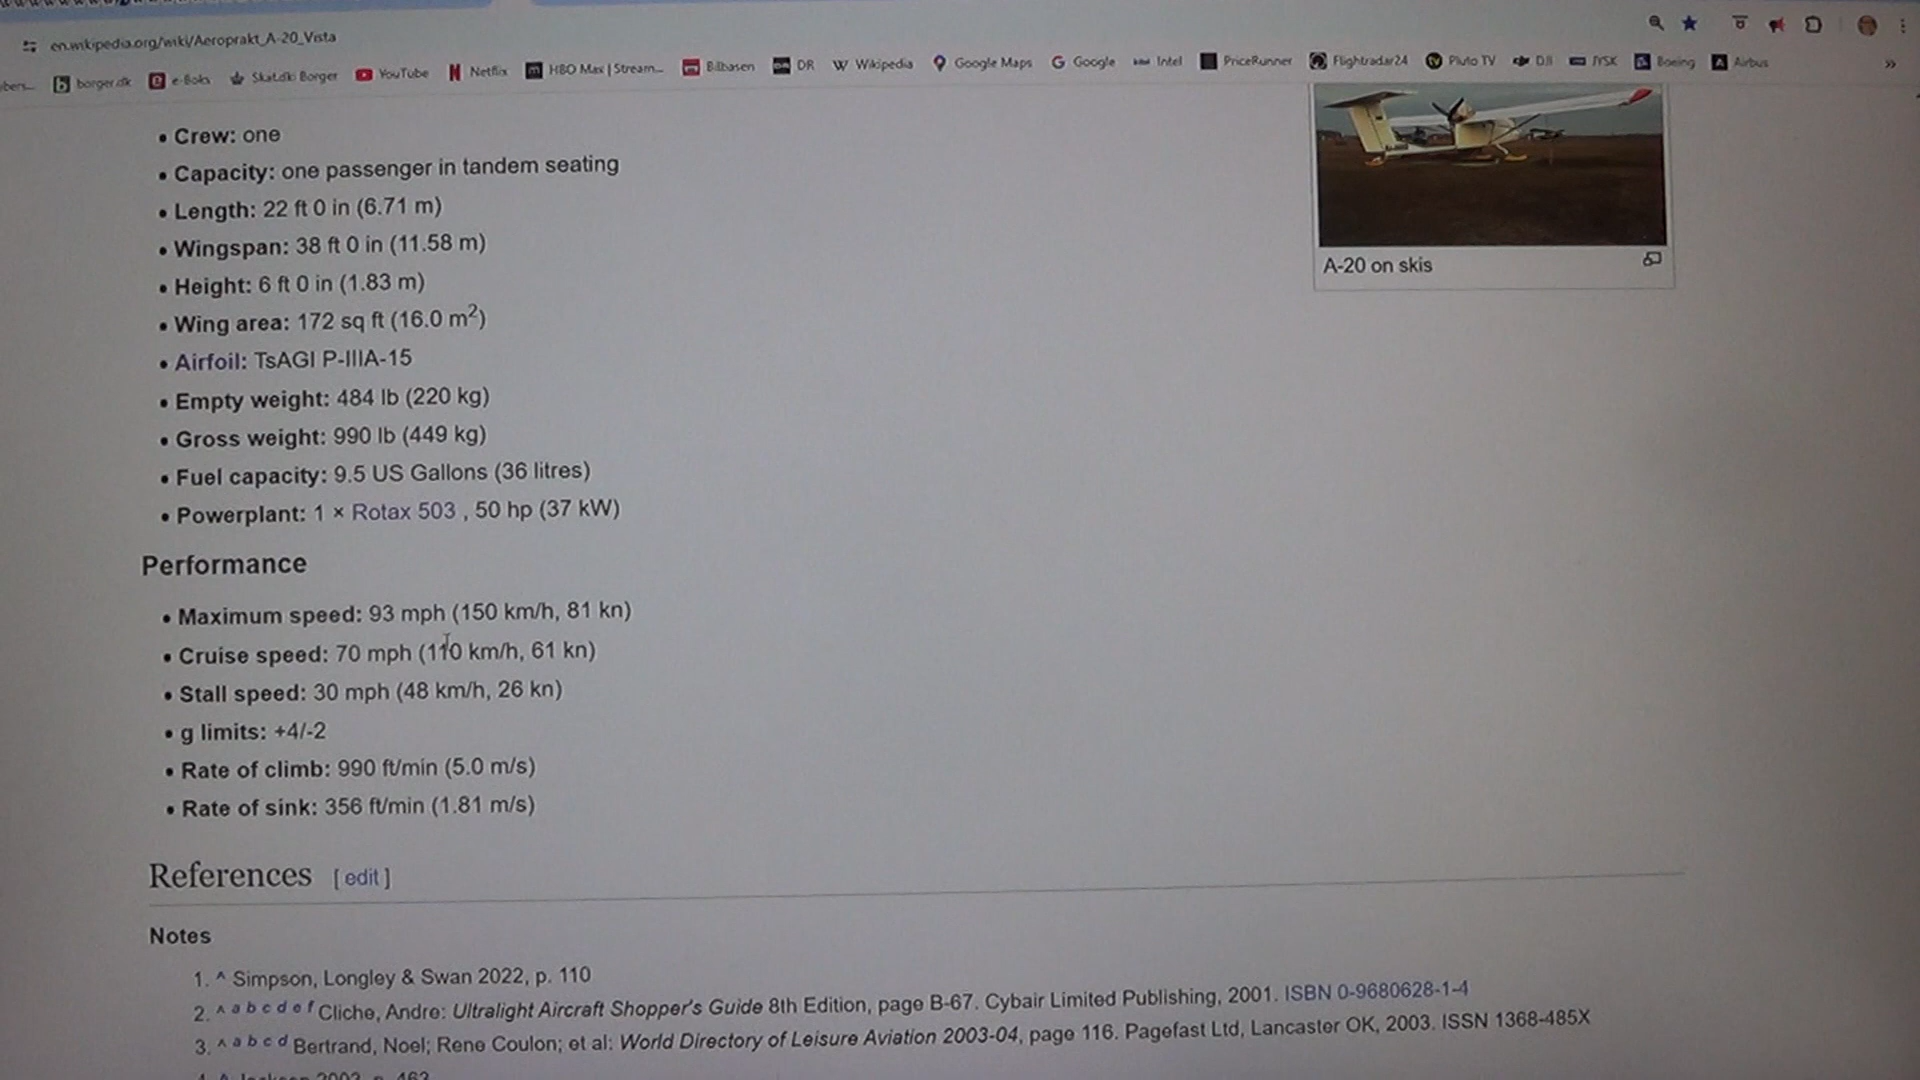 en.wikipedia.org/wiki/Aeroprakt_A-20_Vista
borger.dk e-Boks Skat.dk: Borger YouTube Netflix HBO Max | Stream... Bilbasen DR Wikipedia Google Maps Google Intel PriceRunner Flightradar24 Pluto TV DJI JYSK Boeing Airbus »
• Crew: one
• Capacity: one passenger in tandem seating
• Length: 22 ft 0 in (6.71 m)
• Wingspan: 38 ft 0 in (11.58 m)
• Height: 6 ft 0 in (1.83 m)
• Wing area: 172 sq ft (16.0 m²)
• Airfoil: TsAGI P-IIIA-15
• Empty weight: 484 lb (220 kg)
• Gross weight: 990 lb (449 kg)
• Fuel capacity: 9.5 US Gallons (36 litres)
• Powerplant: 1 × Rotax 503 , 50 hp (37 kW)
A-20 on skis
Performance
• Maximum speed: 93 mph (150 km/h, 81 kn)
• Cruise speed: 70 mph (110 km/h, 61 kn)
• Stall speed: 30 mph (48 km/h, 26 kn)
• g limits: +4/-2
• Rate of climb: 990 ft/min (5.0 m/s)
• Rate of sink: 356 ft/min (1.81 m/s)
References [ edit ]
Notes
1. ^ Simpson, Longley & Swan 2022, p. 110
2. ^ a b c d e f Cliche, Andre: Ultralight Aircraft Shopper's Guide 8th Edition, page B-67. Cybair Limited Publishing, 2001. ISBN 0-9680628-1-4
3. ^ a b c d Bertrand, Noel; Rene Coulon; et al: World Directory of Leisure Aviation 2003-04, page 116. Pagefast Ltd, Lancaster OK, 2003. ISSN 1368-485X